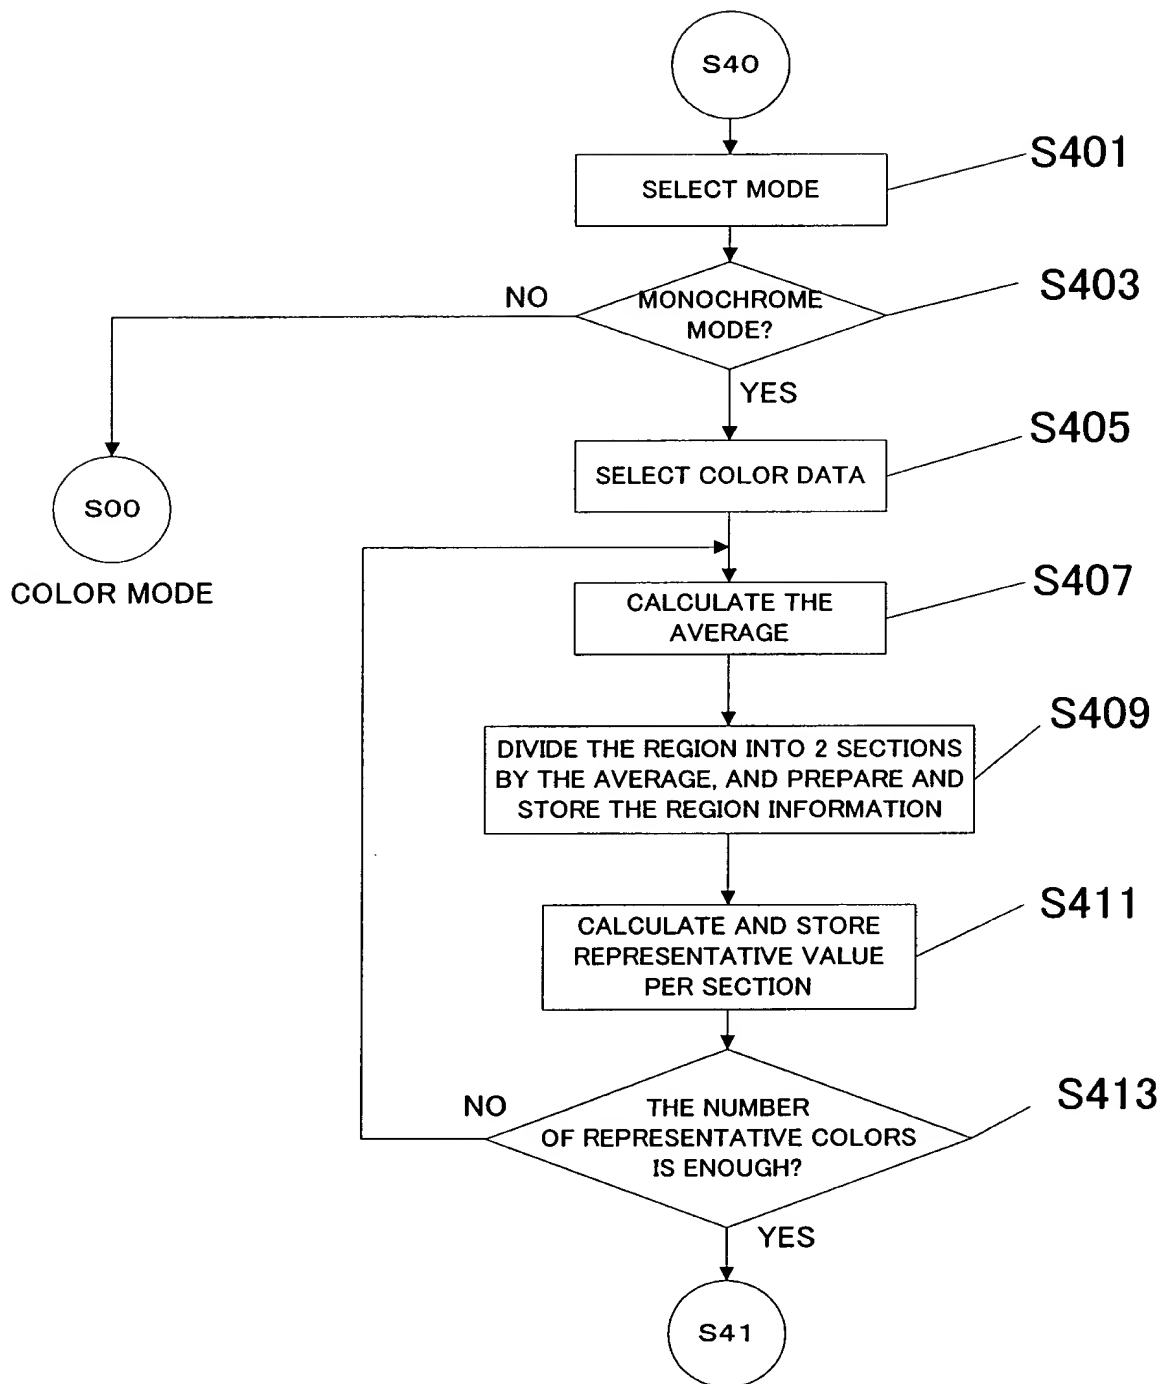 S40
S401
SELECT MODE
S403
NO
MONOCHROME
MODE?
YES
S405
SELECT COLOR DATA
S00
COLOR MODE
S407
CALCULATE THE
AVERAGE
S409
DIVIDE THE REGION INTO 2 SECTIONS
BY THE AVERAGE, AND PREPARE AND
STORE THE REGION INFORMATION
S411
CALCULATE AND STORE
REPRESENTATIVE VALUE
PER SECTION
S413
NO
THE NUMBER
OF REPRESENTATIVE COLORS
IS ENOUGH?
YES
S41